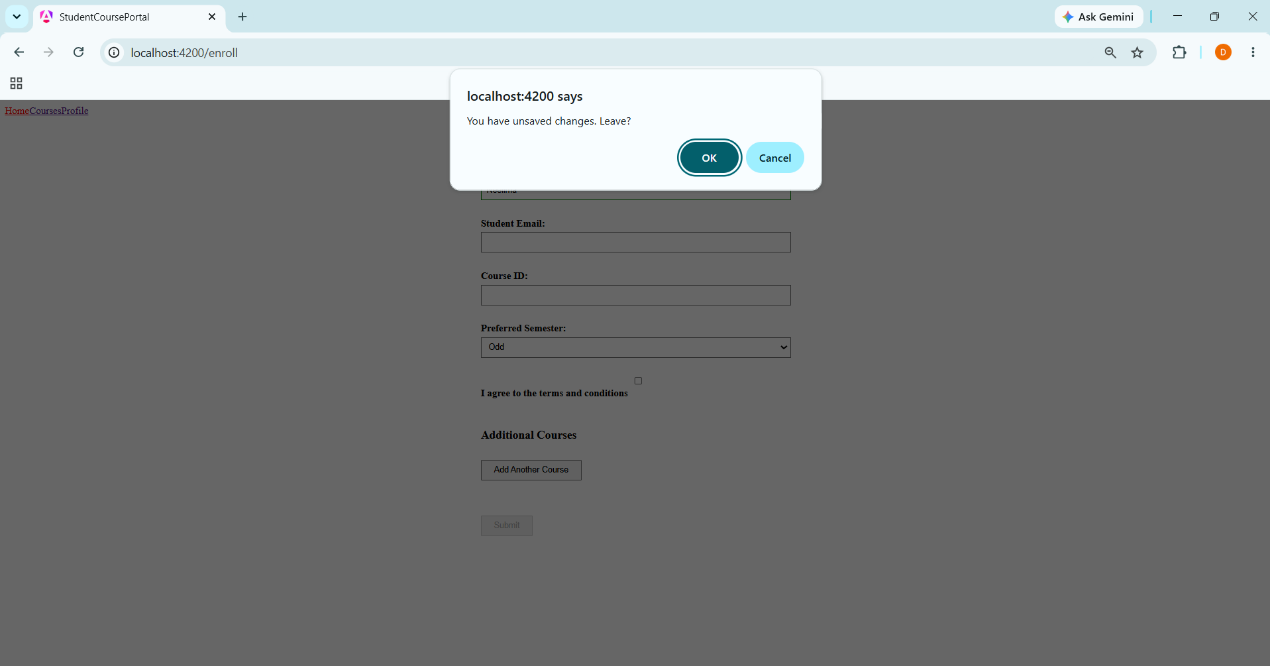 StudentCoursePortal
Ask Gemini
localhost:4200/enroll
D
localhost:4200 says
You have unsaved changes. Leave?
OK Cancel
HomeCoursesProfile
Student Email:
Course ID:
Preferred Semester:
Odd
I agree to the terms and conditions
Additional Courses
Add Another Course
Submit